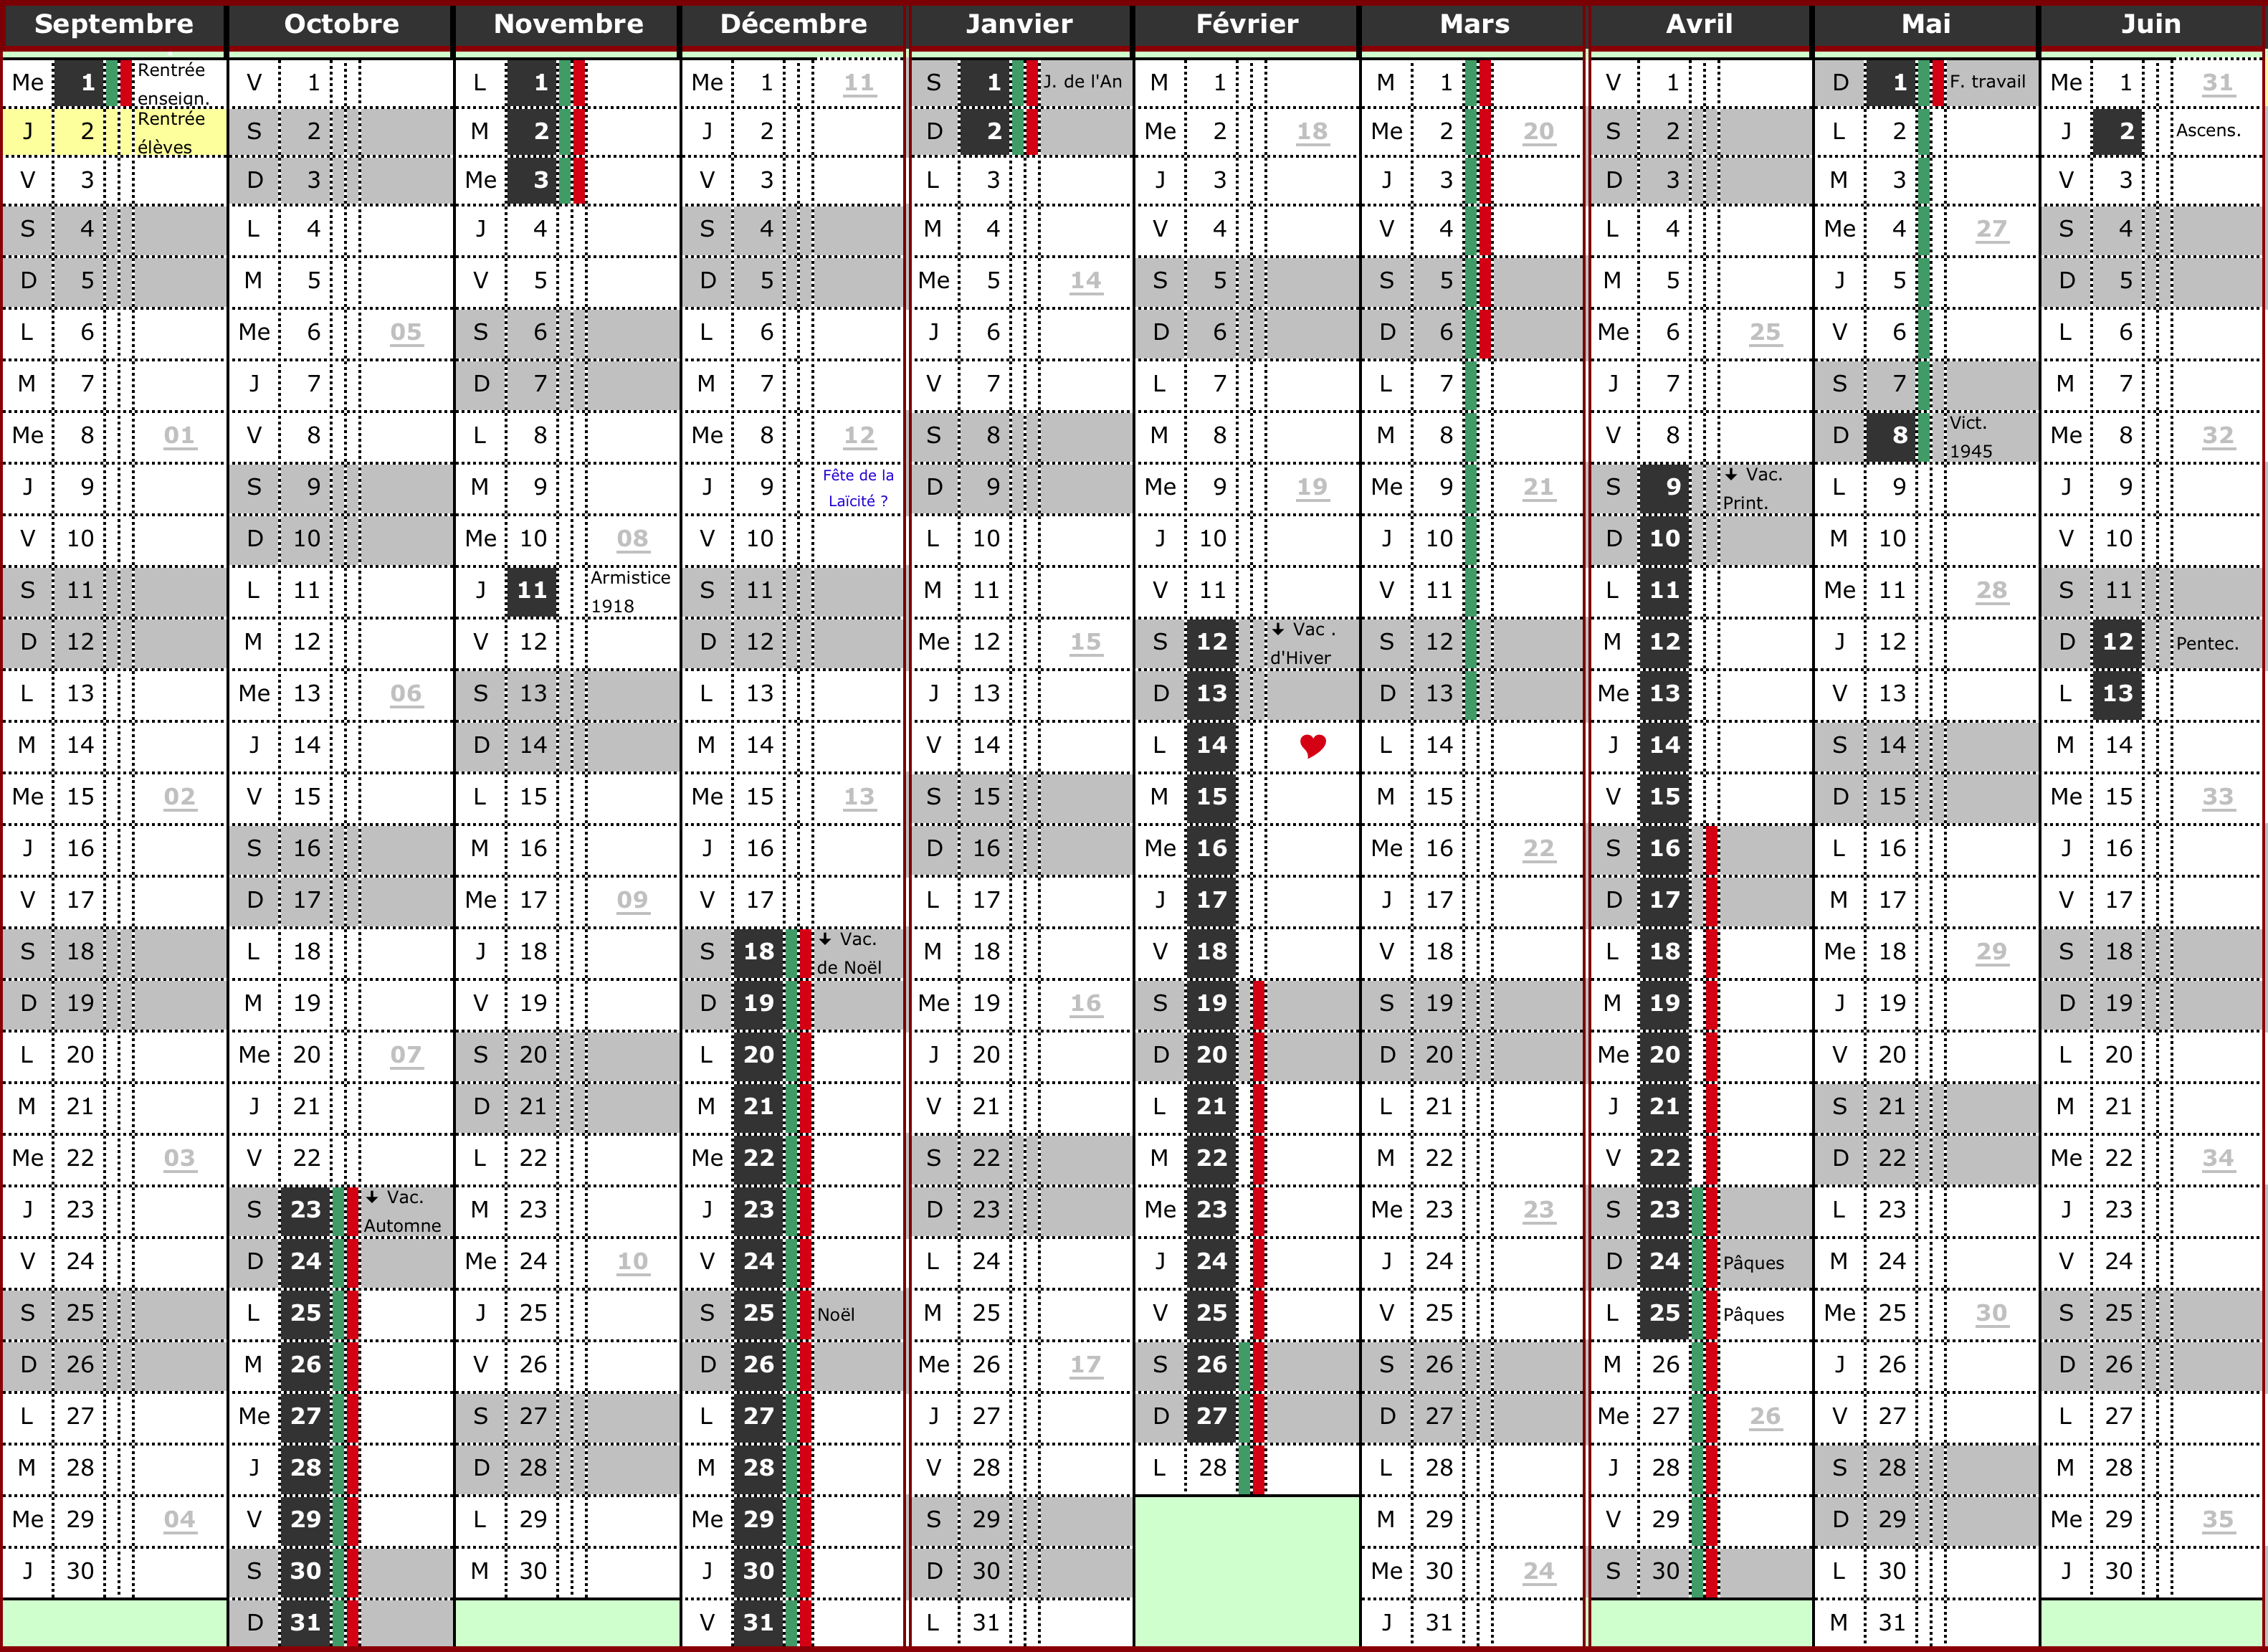 Septembre
Me 1 Rentrée
enseign.
J 2 Rentrée
élèves
V 3
S 4
D 5
L 6
M 7
Me 8 01
J 9
V 10
S 11
D 12
L 13
M 14
Me 15 02
J 16
V 17
S 18
D 19
L 20
M 21
Me 22 03
J 23
V 24
S 25
D 26
L 27
M 28
Me 29 04
J 30
Octobre
V 1
S 2
D 3
L 4
M 5
Me 6 05
J 7
V 8
S 9
D 10
L 11
M 12
Me 13 06
J 14
V 15
S 16
D 17
L 18
M 19
Me 20 07
J 21
V 22
S 23 ↓ Vac.
Automne
D 24
L 25
M 26
Me 27
J 28
V 29
S 30
D 31
Novembre
L 1
M 2
Me 3
J 4
V 5
S 6
D 7
L 8
M 9
Me 10 08
J 11 Armistice
1918
V 12
S 13
D 14
L 15
M 16
Me 17 09
J 18
V 19
S 20
D 21
L 22
M 23
Me 24 10
J 25
V 26
S 27
D 28
L 29
M 30
Décembre
Me 1 11
J 2
V 3
S 4
D 5
L 6
M 7
Me 8 12
J 9 Fête de la
Laïcité ?
V 10
S 11
D 12
L 13
M 14
Me 15 13
J 16
V 17
S 18 ↓ Vac.
de Noël
D 19
L 20
M 21
Me 22
J 23
V 24
S 25 Noël
D 26
L 27
M 28
Me 29
J 30
V 31
Janvier
S 1 J. de l'An
D 2
L 3
M 4
Me 5 14
J 6
V 7
S 8
D 9
L 10
M 11
Me 12 15
J 13
V 14
S 15
D 16
L 17
M 18
Me 19 16
J 20
V 21
S 22
D 23
L 24
M 25
Me 26 17
J 27
V 28
S 29
D 30
L 31
Février
M 1
Me 2 18
J 3
V 4
S 5
D 6
L 7
M 8
Me 9 19
J 10
V 11
S 12 ↓ Vac .
d'Hiver
D 13
L 14
M 15
Me 16
J 17
V 18
S 19
D 20
L 21
M 22
Me 23
J 24
V 25
S 26
D 27
L 28
Mars
M 1
Me 2 20
J 3
V 4
S 5
D 6
L 7
M 8
Me 9 21
J 10
V 11
S 12
D 13
L 14
M 15
Me 16 22
J 17
V 18
S 19
D 20
L 21
M 22
Me 23 23
J 24
V 25
S 26
D 27
L 28
M 29
Me 30 24
J 31
Avril
V 1
S 2
D 3
L 4
M 5
Me 6 25
J 7
V 8
S 9 ↓ Vac.
Print.
D 10
L 11
M 12
Me 13
J 14
V 15
S 16
D 17
L 18
M 19
Me 20
J 21
V 22
S 23
D 24 Pâques
L 25 Pâques
M 26
Me 27 26
J 28
V 29
S 30
Mai
D 1 F. travail
L 2
M 3
Me 4 27
J 5
V 6
S 7
D 8 Vict.
1945
L 9
M 10
Me 11 28
J 12
V 13
S 14
D 15
L 16
M 17
Me 18 29
J 19
V 20
S 21
D 22
L 23
M 24
Me 25 30
J 26
V 27
S 28
D 29
L 30
M 31
Juin
Me 1 31
J 2 Ascens.
V 3
S 4
D 5
L 6
M 7
Me 8 32
J 9
V 10
S 11
D 12 Pentec.
L 13
M 14
Me 15 33
J 16
V 17
S 18
D 19
L 20
M 21
Me 22 34
J 23
V 24
S 25
D 26
L 27
M 28
Me 29 35
J 30